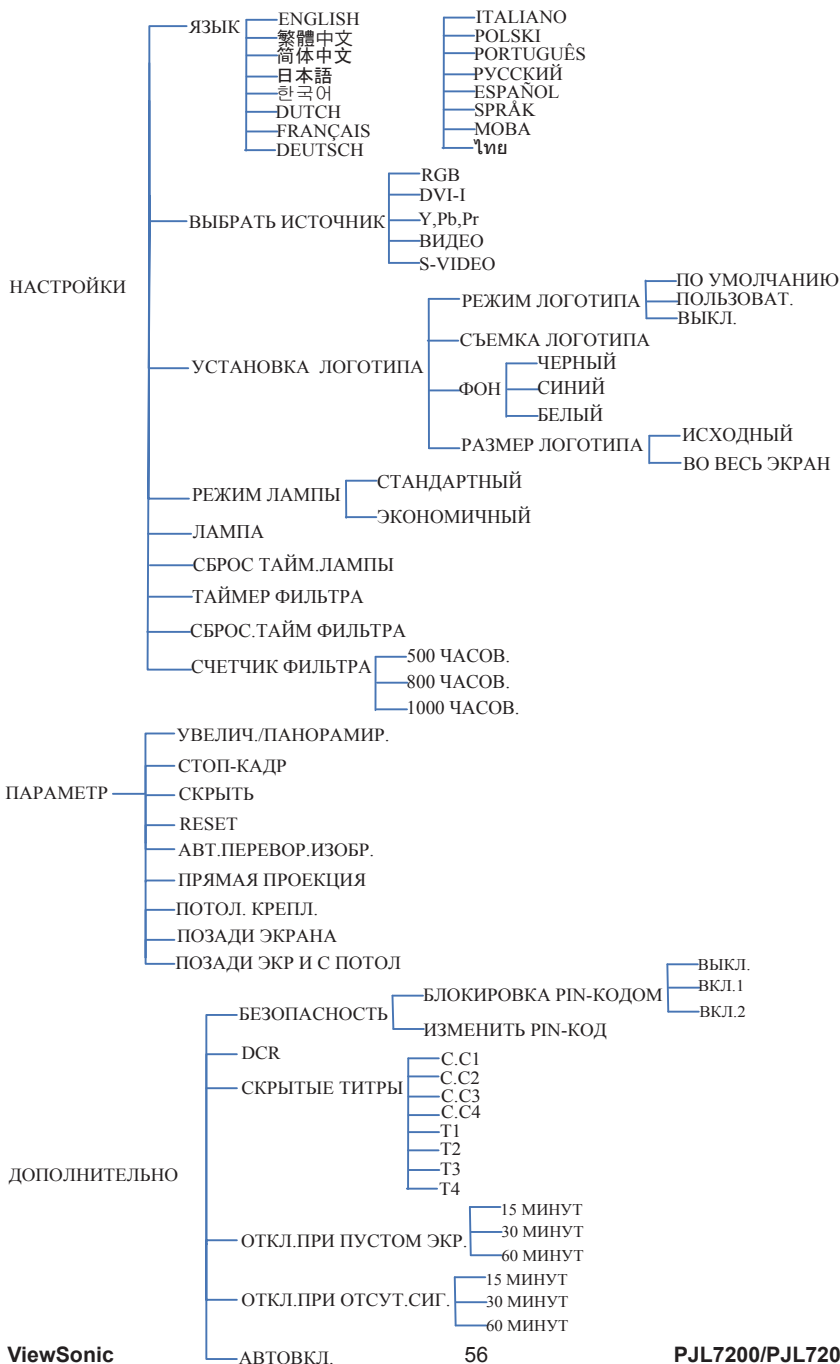 НАСТРОЙКИ
ЯЗЫК
ENGLISH
繁體中文
简体中文
日本語
한국어
DUTCH
FRANÇAIS
DEUTSCH
ITALIANO
POLSKI
PORTUGUÊS
РУССКИЙ
ESPAÑOL
SPRÅK
МОВА
ไทย
ВЫБРАТЬ ИСТОЧНИК
RGB
DVI-I
Y,Pb,Pr
ВИДЕО
S-VIDEO
УСТАНОВКА ЛОГОТИПА
РЕЖИМ ЛОГОТИПА
ПО УМОЛЧАНИЮ
ПОЛЬЗОВАТ.
ВЫКЛ.
СЪЕМКА ЛОГОТИПА
ФОН
ЧЕРНЫЙ
СИНИЙ
БЕЛЫЙ
РАЗМЕР ЛОГОТИПА
ИСХОДНЫЙ
ВО ВЕСЬ ЭКРАН
РЕЖИМ ЛАМПЫ
СТАНДАРТНЫЙ
ЭКОНОМИЧНЫЙ
ЛАМПА
СБРОС ТАЙМ.ЛАМПЫ
ТАЙМЕР ФИЛЬТРА
СБРОС.ТАЙМ ФИЛЬТРА
СЧЕТЧИК ФИЛЬТРА
500 ЧАСОВ.
800 ЧАСОВ.
1000 ЧАСОВ.
ПАРАМЕТР
УВЕЛИЧ./ПАНОРАМИР.
СТОП-КАДР
СКРЫТЬ
RESET
АВТ.ПЕРЕВОР.ИЗОБР.
ПРЯМАЯ ПРОЕКЦИЯ
ПОТОЛ. КРЕПЛ.
ПОЗАДИ ЭКРАНА
ПОЗАДИ ЭКР И С ПОТОЛ
ДОПОЛНИТЕЛЬНО
БЕЗОПАСНОСТЬ
БЛОКИРОВКА PIN-КОДОМ
ВЫКЛ.
ВКЛ.1
ВКЛ.2
ИЗМЕНИТЬ PIN-КОД
DCR
СКРЫТЫЕ ТИТРЫ
C.C1
C.C2
C.C3
C.C4
T1
T2
T3
T4
ОТКЛ.ПРИ ПУСТОМ ЭКР.
15 МИНУТ
30 МИНУТ
60 МИНУТ
ОТКЛ.ПРИ ОТСУТ.СИГ.
15 МИНУТ
30 МИНУТ
60 МИНУТ
АВТОВКЛ.
ViewSonic 56 PJL7200/PJL720